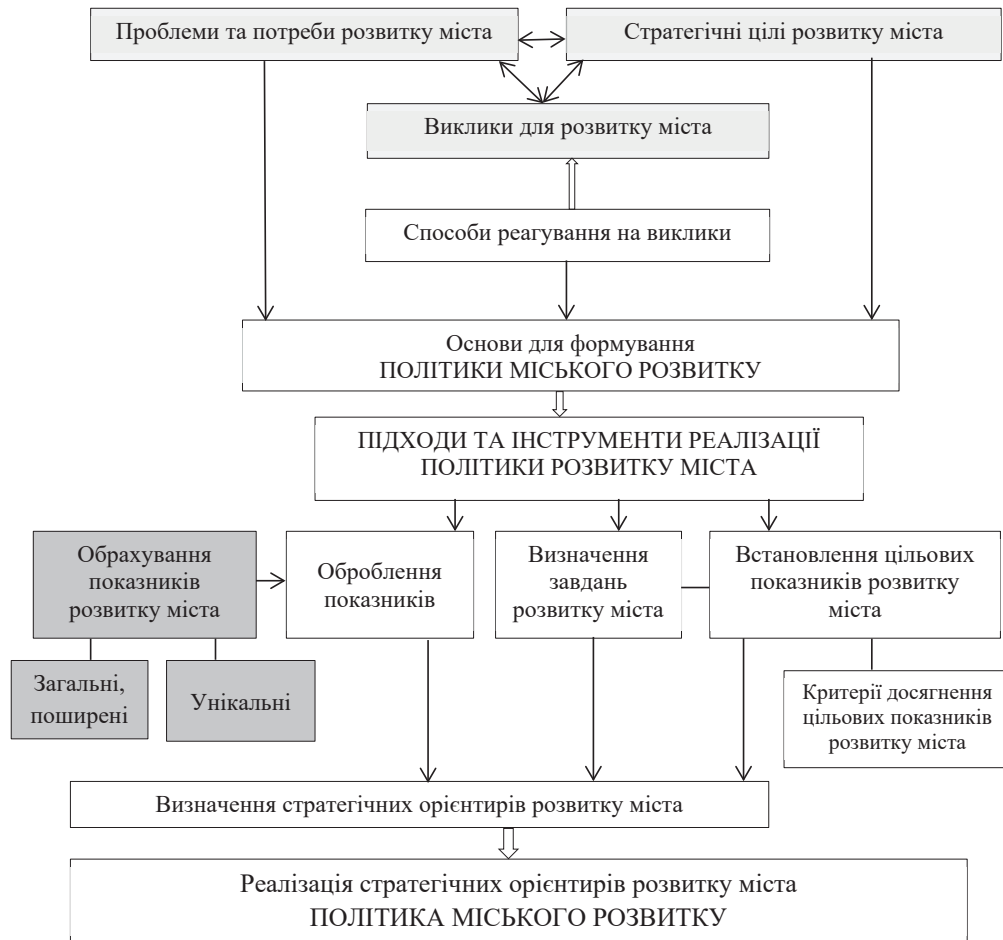 Проблеми та потреби розвитку міста
Стратегічні цілі розвитку міста
Виклики для розвитку міста
Способи реагування на виклики
Основи для формування
ПОЛІТИКИ МІСЬКОГО РОЗВИТКУ
ПІДХОДИ ТА ІНСТРУМЕНТИ РЕАЛІЗАЦІЇ
ПОЛІТИКИ РОЗВИТКУ МІСТА
Обрахування
показників
розвитку міста
Оброблення
показників
Визначення
завдань
розвитку міста
Встановлення цільових
показників розвитку
міста
Загальні,
поширені
Унікальні
Критерії досягнення
цільових показників
розвитку міста
Визначення стратегічних орієнтирів розвитку міста
Реалізація стратегічних орієнтирів розвитку міста
ПОЛІТИКА МІСЬКОГО РОЗВИТКУ